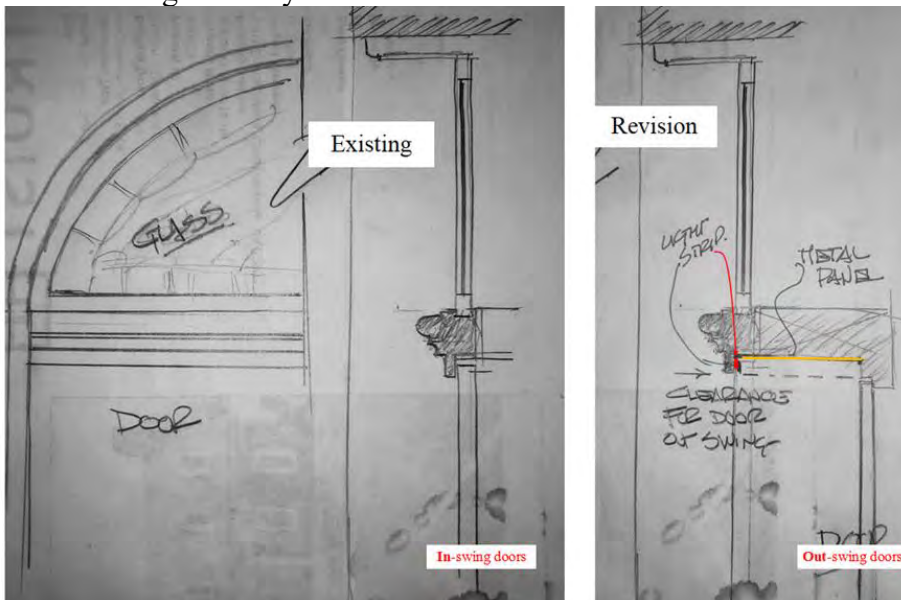 Existing
GLASS
DOOR
In-swing doors
Revision
LIGHT
STRIP.
METAL
PANEL
CLEARANCE
FOR DOOR
OUT SWING
DOOR
Out-swing doors